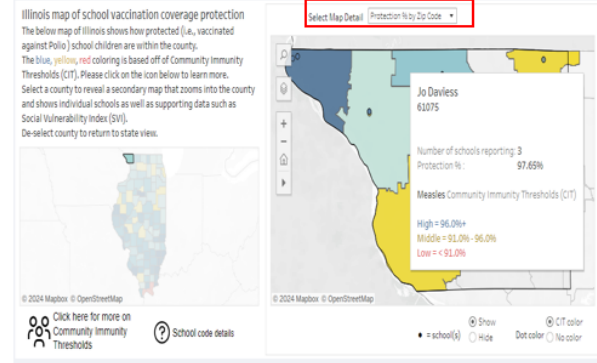 Illinois map of school vaccination coverage protection
The below map of Illinois shows how protected (i.e., vaccinated
against Polio ) school children are within the county.
The blue, yellow, red coloring is based off of Community Immunity
Thresholds (CIT). Please click on the icon below to learn more.
Select a county to reveal a secondary map that zooms into the county
and shows individual schools as well as supporting data such as
Social Vulnerability Index (SVI).
De-select county to return to state view.
© 2024 Mapbox © OpenStreetMap
Click here for more on
Community Immunity
Thresholds
School code details
Select Map Detail
Protection % by Zip Code
Jo Daviess
61075
Number of schools reporting: 3
Protection % : 97.65%
Measles Community Immunity Thresholds (CIT)
High = 96.0%+
Middle = 91.0% - 96.0%
Low = < 91.0%
© 2024 Mapbox © OpenStreetMap
= school(s)
Show
Hide
Dot color
CIT color
No color